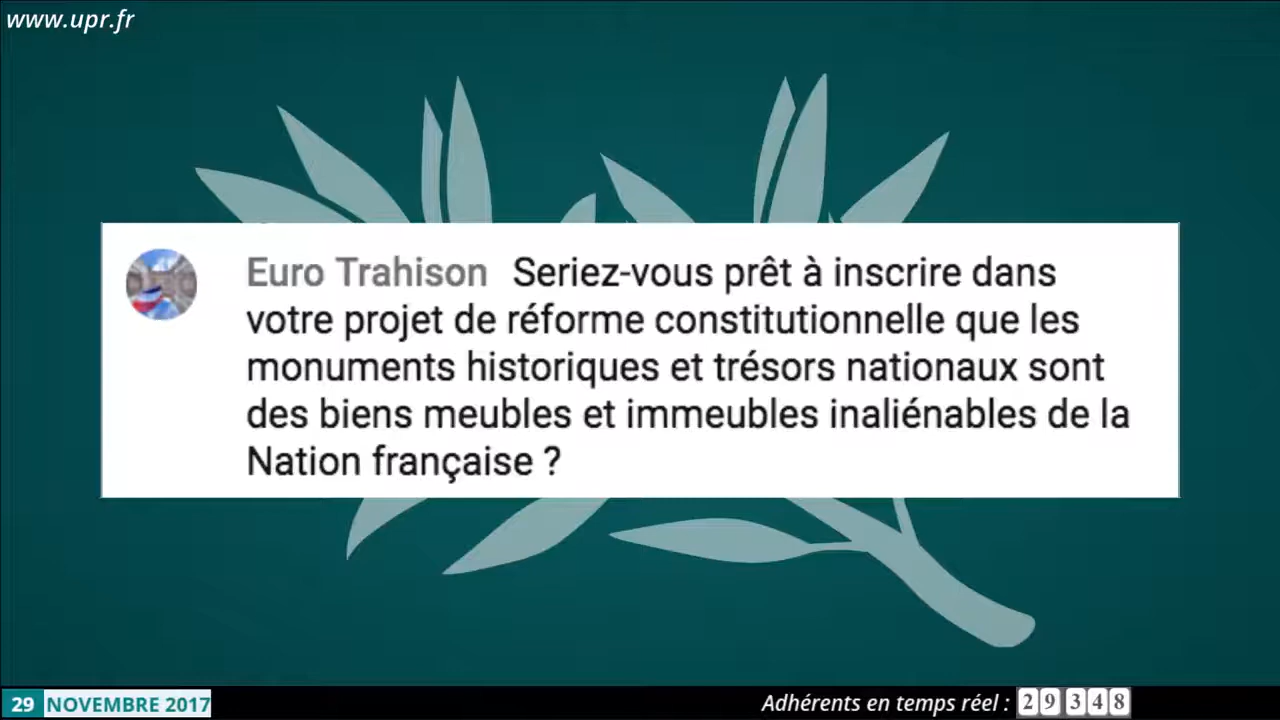 www.upr.fr
Euro Trahison Seriez-vous prêt à inscrire dans
votre projet de réforme constitutionnelle que les
monuments historiques et trésors nationaux sont
des biens meubles et immeubles inaliénables de la
Nation française ?
29 NOVEMBRE 2017
Adhérents en temps réel : 29 348